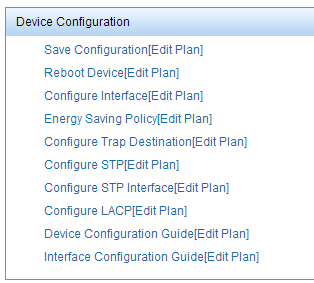 Device Configuration
Save Configuration[Edit Plan]
Reboot Device[Edit Plan]
Configure Interface[Edit Plan]
Energy Saving Policy[Edit Plan]
Configure Trap Destination[Edit Plan]
Configure STP[Edit Plan]
Configure STP Interface[Edit Plan]
Configure LACP[Edit Plan]
Device Configuration Guide[Edit Plan]
Interface Configuration Guide[Edit Plan]